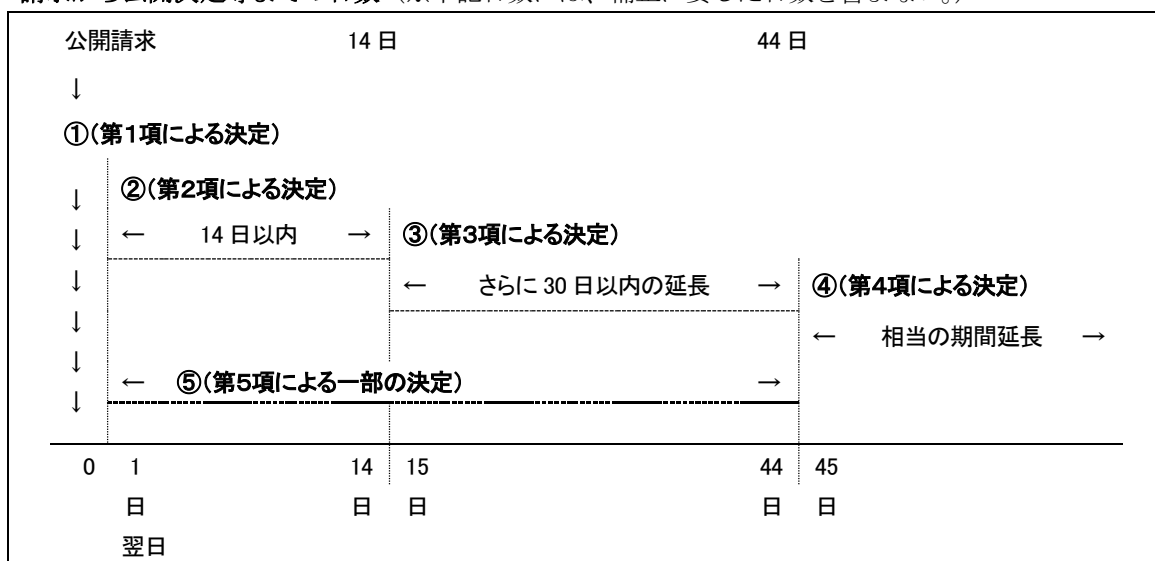 公開請求 14日 44日
↓
①(第1項による決定)
↓ ②(第2項による決定)
↓ ← 14日以内 → ③(第3項による決定)
↓ ← さらに30日以内の延長 → ④(第4項による決定)
↓ ← 相当の期間延長 →
↓ ← ⑤(第5項による一部の決定) →
↓
0 1 14 15 44 45
日 日 日 日 日
翌日